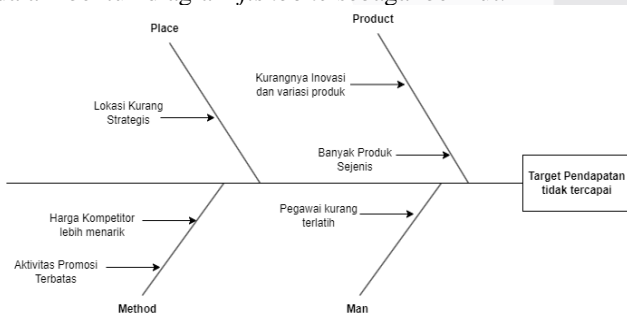 Place
Product
Kurangnya Inovasi
dan variasi produk
Lokasi Kurang
Strategis
Banyak Produk
Sejenis
Target Pendapatan
tidak tercapai
Harga Kompetitor
lebih menarik
Pegawai kurang
terlatih
Aktivitas Promosi
Terbatas
Method
Man